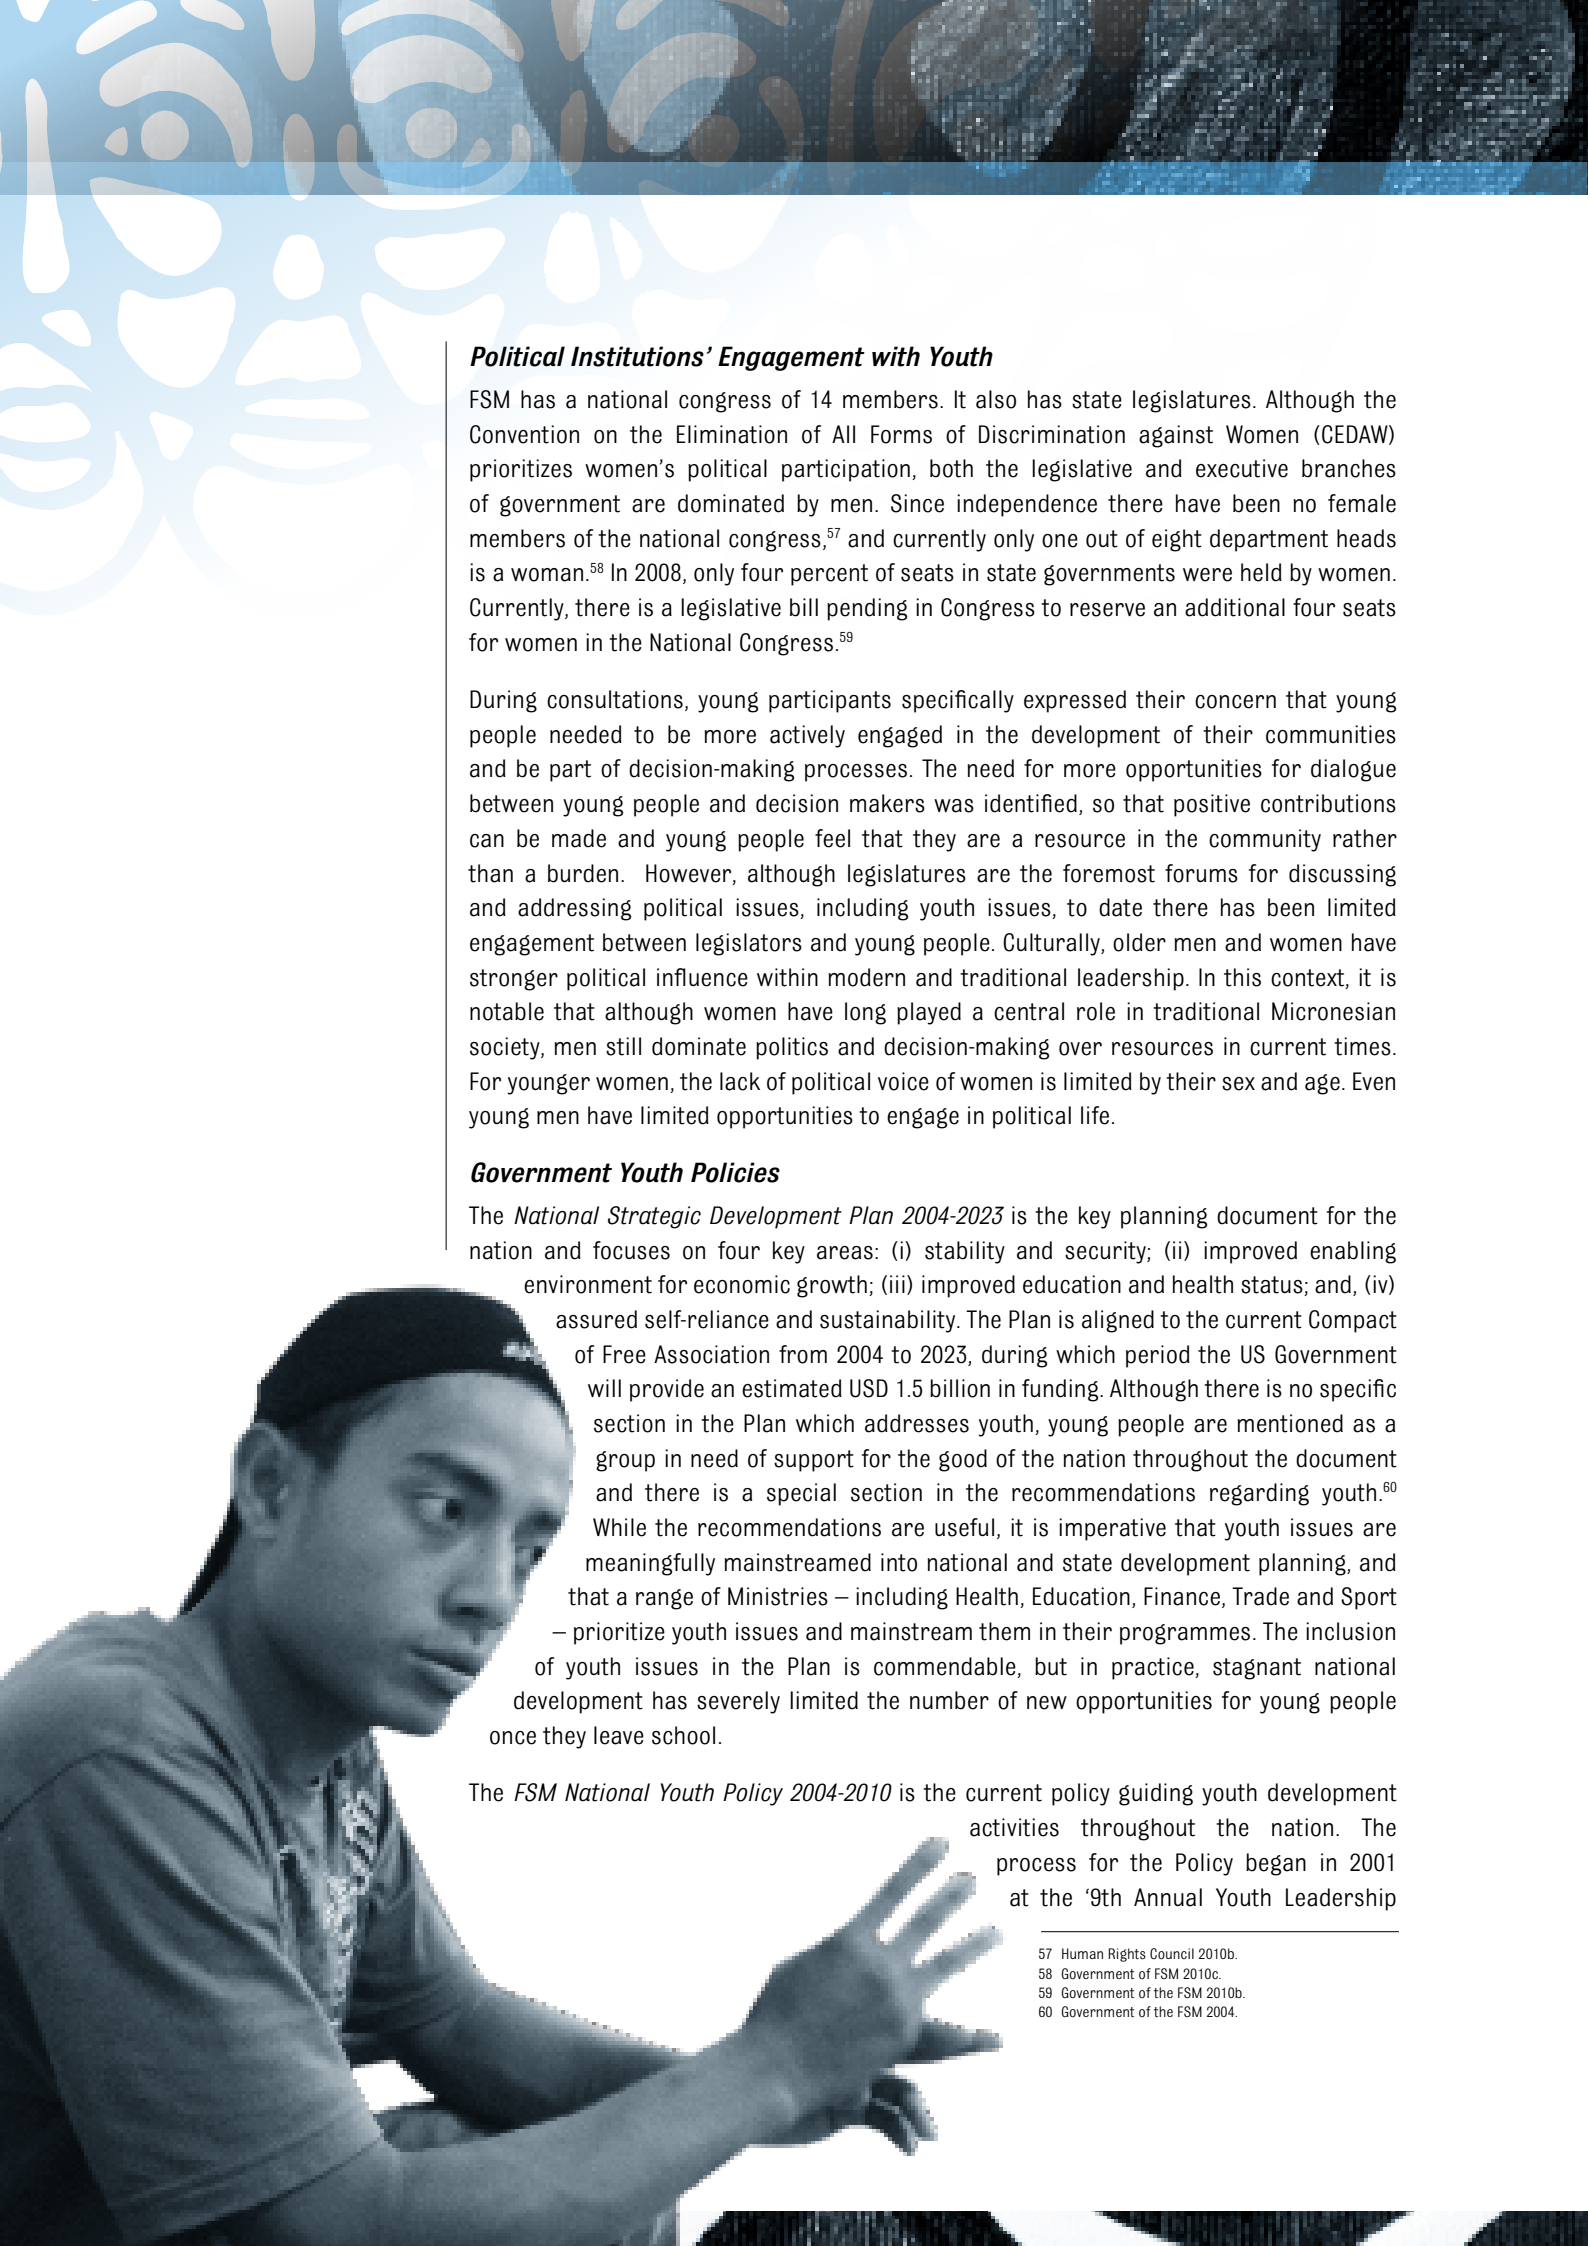 Political Institutions’ Engagement with Youth
FSM has a national congress of 14 members. It also has state legislatures. Although the
Convention on the Elimination of All Forms of Discrimination against Women (CEDAW)
prioritizes women’s political participation, both the legislative and executive branches
of government are dominated by men. Since independence there have been no female
members of the national congress,57 and currently only one out of eight department heads
is a woman.58 In 2008, only four percent of seats in state governments were held by women.
Currently, there is a legislative bill pending in Congress to reserve an additional four seats
for women in the National Congress.59
During consultations, young participants specifically expressed their concern that young
people needed to be more actively engaged in the development of their communities
and be part of decision-making processes. The need for more opportunities for dialogue
between young people and decision makers was identified, so that positive contributions
can be made and young people feel that they are a resource in the community rather
than a burden. However, although legislatures are the foremost forums for discussing
and addressing political issues, including youth issues, to date there has been limited
engagement between legislators and young people. Culturally, older men and women have
stronger political influence within modern and traditional leadership. In this context, it is
notable that although women have long played a central role in traditional Micronesian
society, men still dominate politics and decision-making over resources in current times.
For younger women, the lack of political voice of women is limited by their sex and age. Even
young men have limited opportunities to engage in political life.
Government Youth Policies
The National Strategic Development Plan 2004-2023 is the key planning document for the
nation and focuses on four key areas: (i) stability and security; (ii) improved enabling
environment for economic growth; (iii) improved education and health status; and, (iv)
assured self-reliance and sustainability. The Plan is aligned to the current Compact
of Free Association from 2004 to 2023, during which period the US Government
will provide an estimated USD 1.5 billion in funding. Although there is no specific
section in the Plan which addresses youth, young people are mentioned as a
group in need of support for the good of the nation throughout the document
and there is a special section in the recommendations regarding youth.60
While the recommendations are useful, it is imperative that youth issues are
meaningfully mainstreamed into national and state development planning, and
that a range of Ministries – including Health, Education, Finance, Trade and Sport
– prioritize youth issues and mainstream them in their programmes. The inclusion
of youth issues in the Plan is commendable, but in practice, stagnant national
development has severely limited the number of new opportunities for young people
once they leave school.
The FSM National Youth Policy 2004-2010 is the current policy guiding youth development
activities throughout the nation. The
process for the Policy began in 2001
at the ‘9th Annual Youth Leadership
57 Human Rights Council 2010b.
58 Government of FSM 2010c.
59 Government of the FSM 2010b.
60 Government of the FSM 2004.